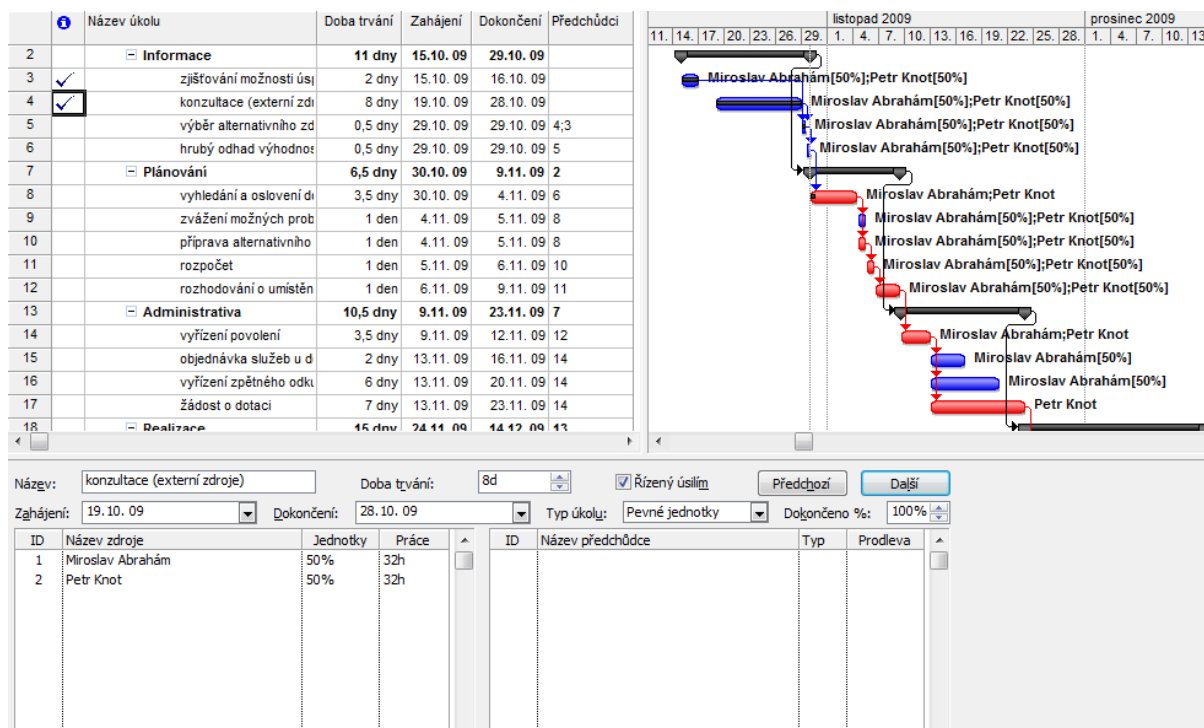 Název úkolu Doba trvání Zahájení Dokončení Předchůdci
listopad 2009 prosinec 2009
11. 14. 17. 20. 23. 26. 29. 1. 4. 7. 10. 13. 16. 19. 22. 25. 28. 1. 4. 7. 10. 13
2 Informace 11 dny 15.10. 09 29.10. 09
3 zjišťování možnosti úsp 2 dny 15.10. 09 16.10. 09 Miroslav Abrahám[50%];Petr Knot[50%]
4 konzultace (externí zdr 8 dny 19.10. 09 28.10. 09 Miroslav Abrahám[50%];Petr Knot[50%]
5 výběr alternativního zd 0,5 dny 29.10. 09 29.10. 09 4;3 Miroslav Abrahám[50%];Petr Knot[50%]
6 hrubý odhad výhodnos 0,5 dny 29.10. 09 29.10. 09 5 Miroslav Abrahám[50%];Petr Knot[50%]
7 Plánování 6,5 dny 30.10. 09 9.11. 09 2
8 vyhledání a oslovení d 3,5 dny 30.10. 09 4.11. 09 6 Miroslav Abrahám;Petr Knot
9 zvážení možných prob 1 den 4.11. 09 5.11. 09 8 Miroslav Abrahám[50%];Petr Knot[50%]
10 příprava alternativního 1 den 4.11. 09 5.11. 09 8 Miroslav Abrahám[50%];Petr Knot[50%]
11 rozpočet 1 den 5.11. 09 6.11. 09 10 Miroslav Abrahám[50%];Petr Knot[50%]
12 rozhodování o umístěn 1 den 6.11. 09 9.11. 09 11 Miroslav Abrahám[50%];Petr Knot[50%]
13 Administrativa 10,5 dny 9.11. 09 23.11. 09 7
14 vyřízení povolení 3,5 dny 9.11. 09 12.11. 09 12 Miroslav Abrahám;Petr Knot
15 objednávka služeb u d 2 dny 13.11. 09 16.11. 09 14 Miroslav Abrahám[50%]
16 vyřízení zpětného odku 6 dny 13.11. 09 20.11. 09 14 Miroslav Abrahám[50%]
17 žádost o dotaci 7 dny 13.11. 09 23.11. 09 14 Petr Knot
18 Realizace 15 dny 24.11. 09 14.12. 09 13
Název: konzultace (externí zdroje) Doba trvání: 8d Řízený úsilím Předchozí Další
Zahájení: 19.10. 09 Dokončení: 28.10. 09 Typ úkolu: Pevné jednotky Dokončeno %: 100%
ID Název zdroje Jednotky Práce ID Název předchůdce Typ Prodleva
1 Miroslav Abrahám 50% 32h
2 Petr Knot 50% 32h